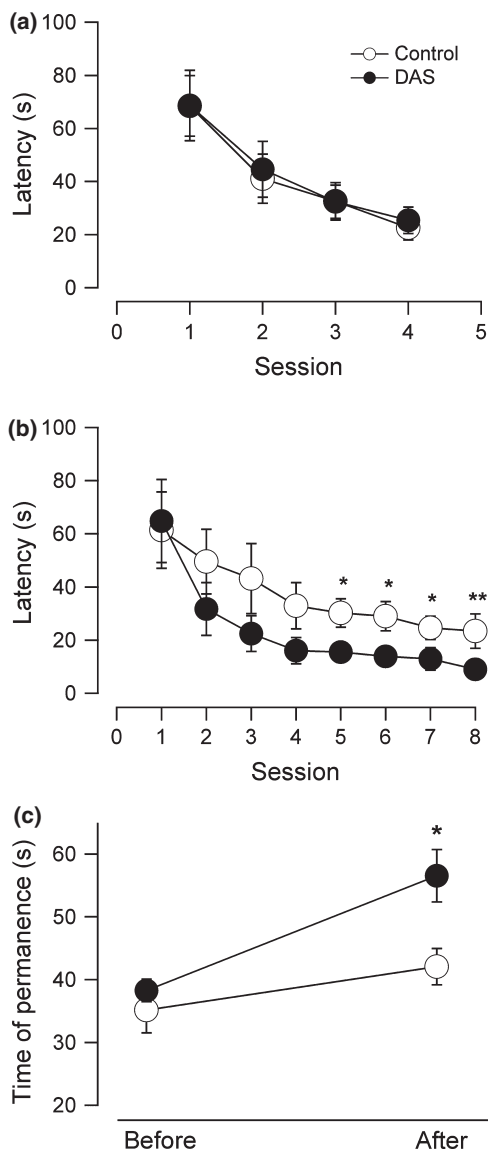 (a)
100
80
60
40
20
0
Latency (s)
Control
DAS
0 1 2 3 4 5
Session
(b)
100
80
60
40
20
0
Latency (s)
* * * **
0 1 2 3 4 5 6 7 8
Session
(c)
60
50
40
30
20
Time of permanence (s)
*
Before After